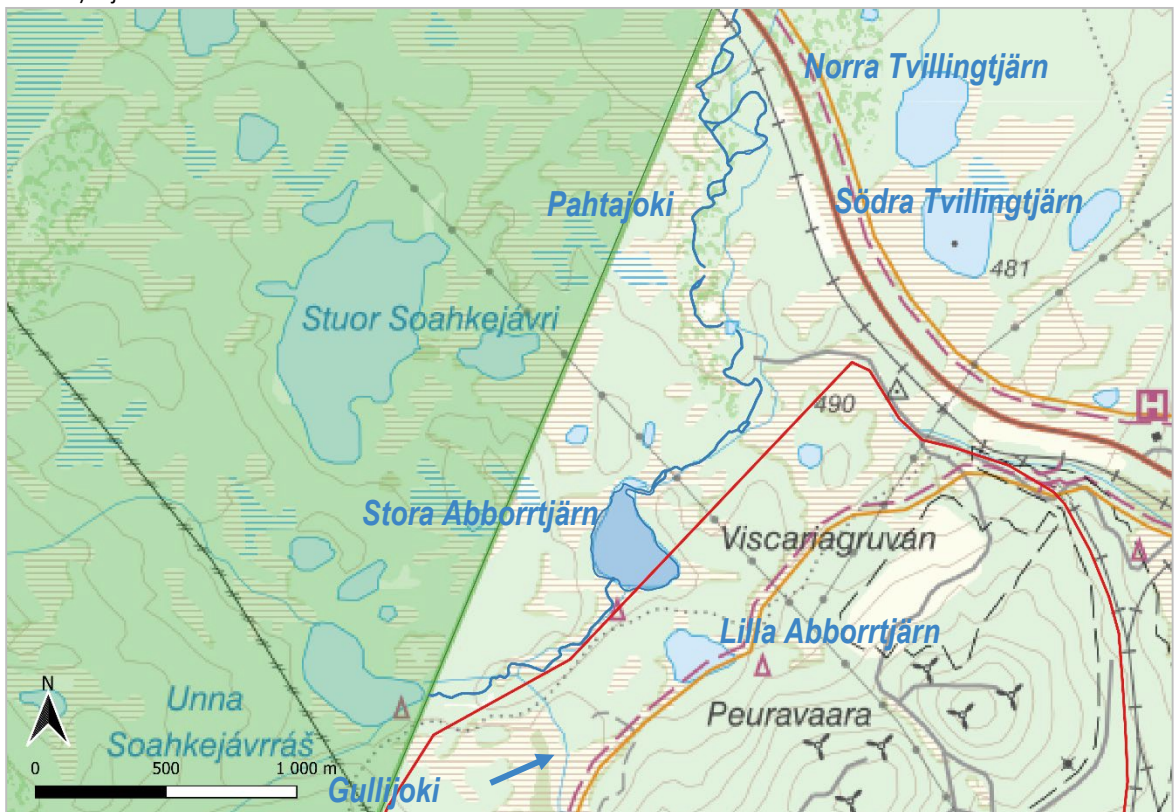 Norra Tvillingtjärn
Pahtajoki
Södra Tvillingtjärn
481
Stuor Soahkejávri
490
H
Stora Abborrtjärn
Viscariagruvan
Lilla Abborrtjärn
Unna
Soahkejávrráš
Peuravaara
N
0 500 1 000 m
Gullijoki